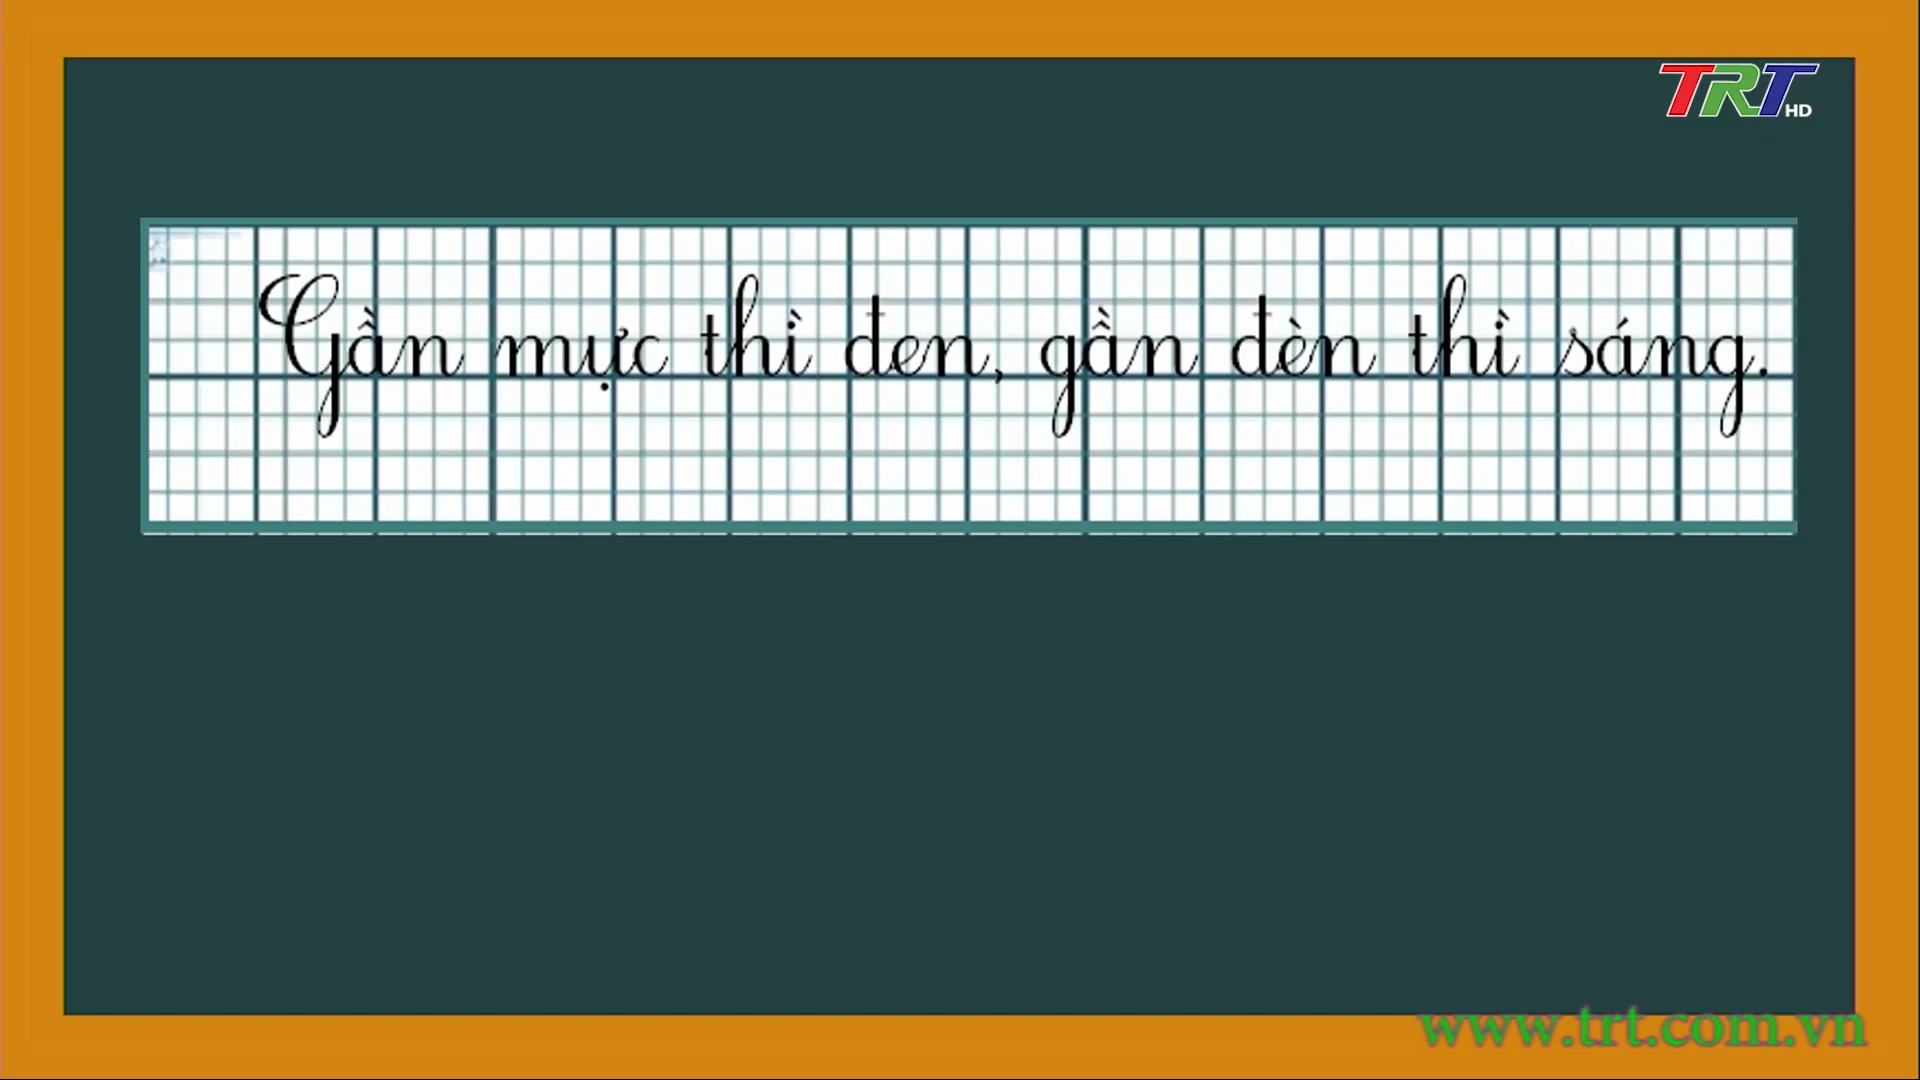 TRT HD
Gần mực thì đen, gần đèn thì sáng.
www.trt.com.vn